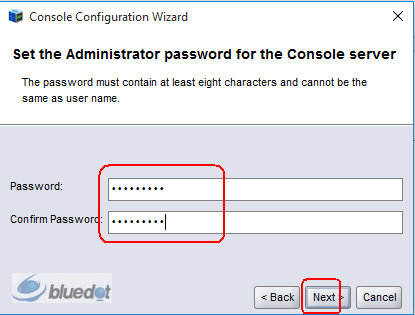 Console Configuration Wizard
Set the Administrator password for the Console server
The password must contain at least eight characters and cannot be the
same as user name.
Password:
•••••••••
Confirm Password:
•••••••••
bluedot
< Back
Next >
Cancel